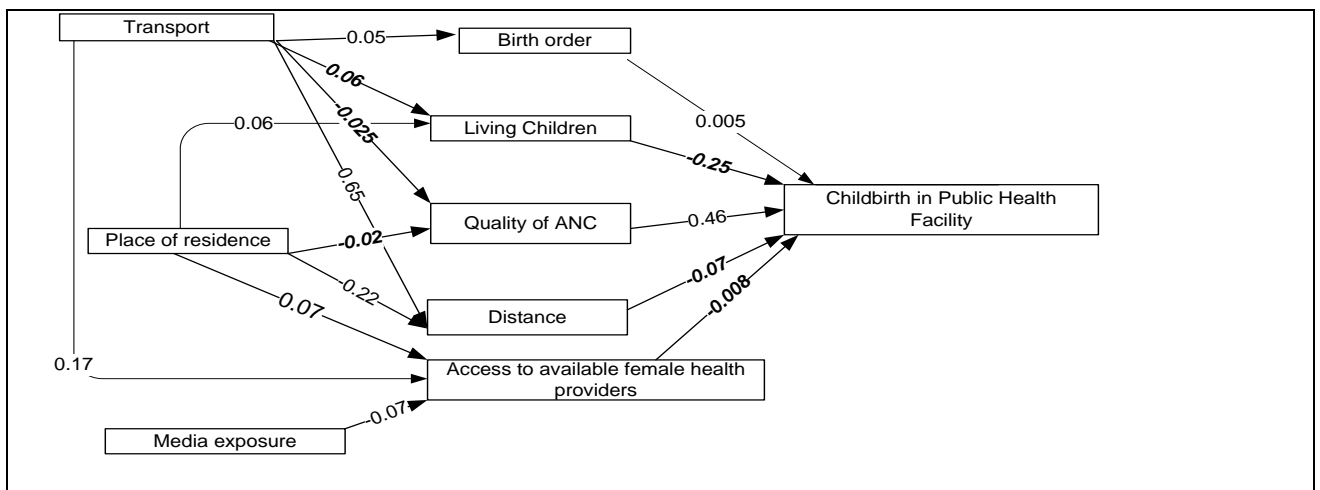 Transport
0.05
Birth order
0.06
-0.025
0.005
0.06
Living Children
-0.25
0.65
Childbirth in Public Health
Facility
Quality of ANC
0.46
Place of residence
-0.02
-0.07
0.22
0.07
-0.008
Distance
0.17
Access to available female health
providers
-0.07
Media exposure